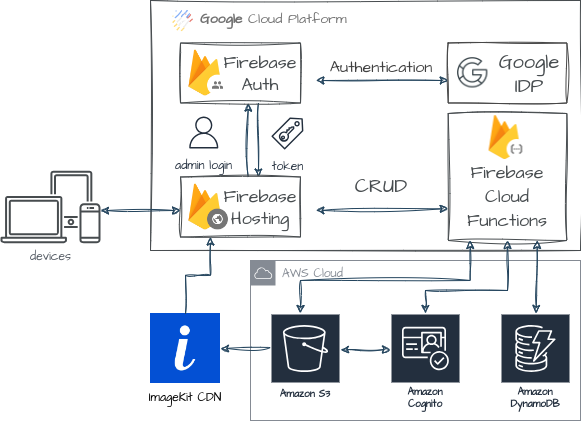 Google Cloud Platform
Firebase
Auth
Authentication
Google
IDP
admin login
token
Firebase
Hosting
CRUD
Firebase
Cloud
Functions
devices
AWS Cloud
ImageKit CDN
Amazon S3
Amazon
Cognito
Amazon
DynamoDB